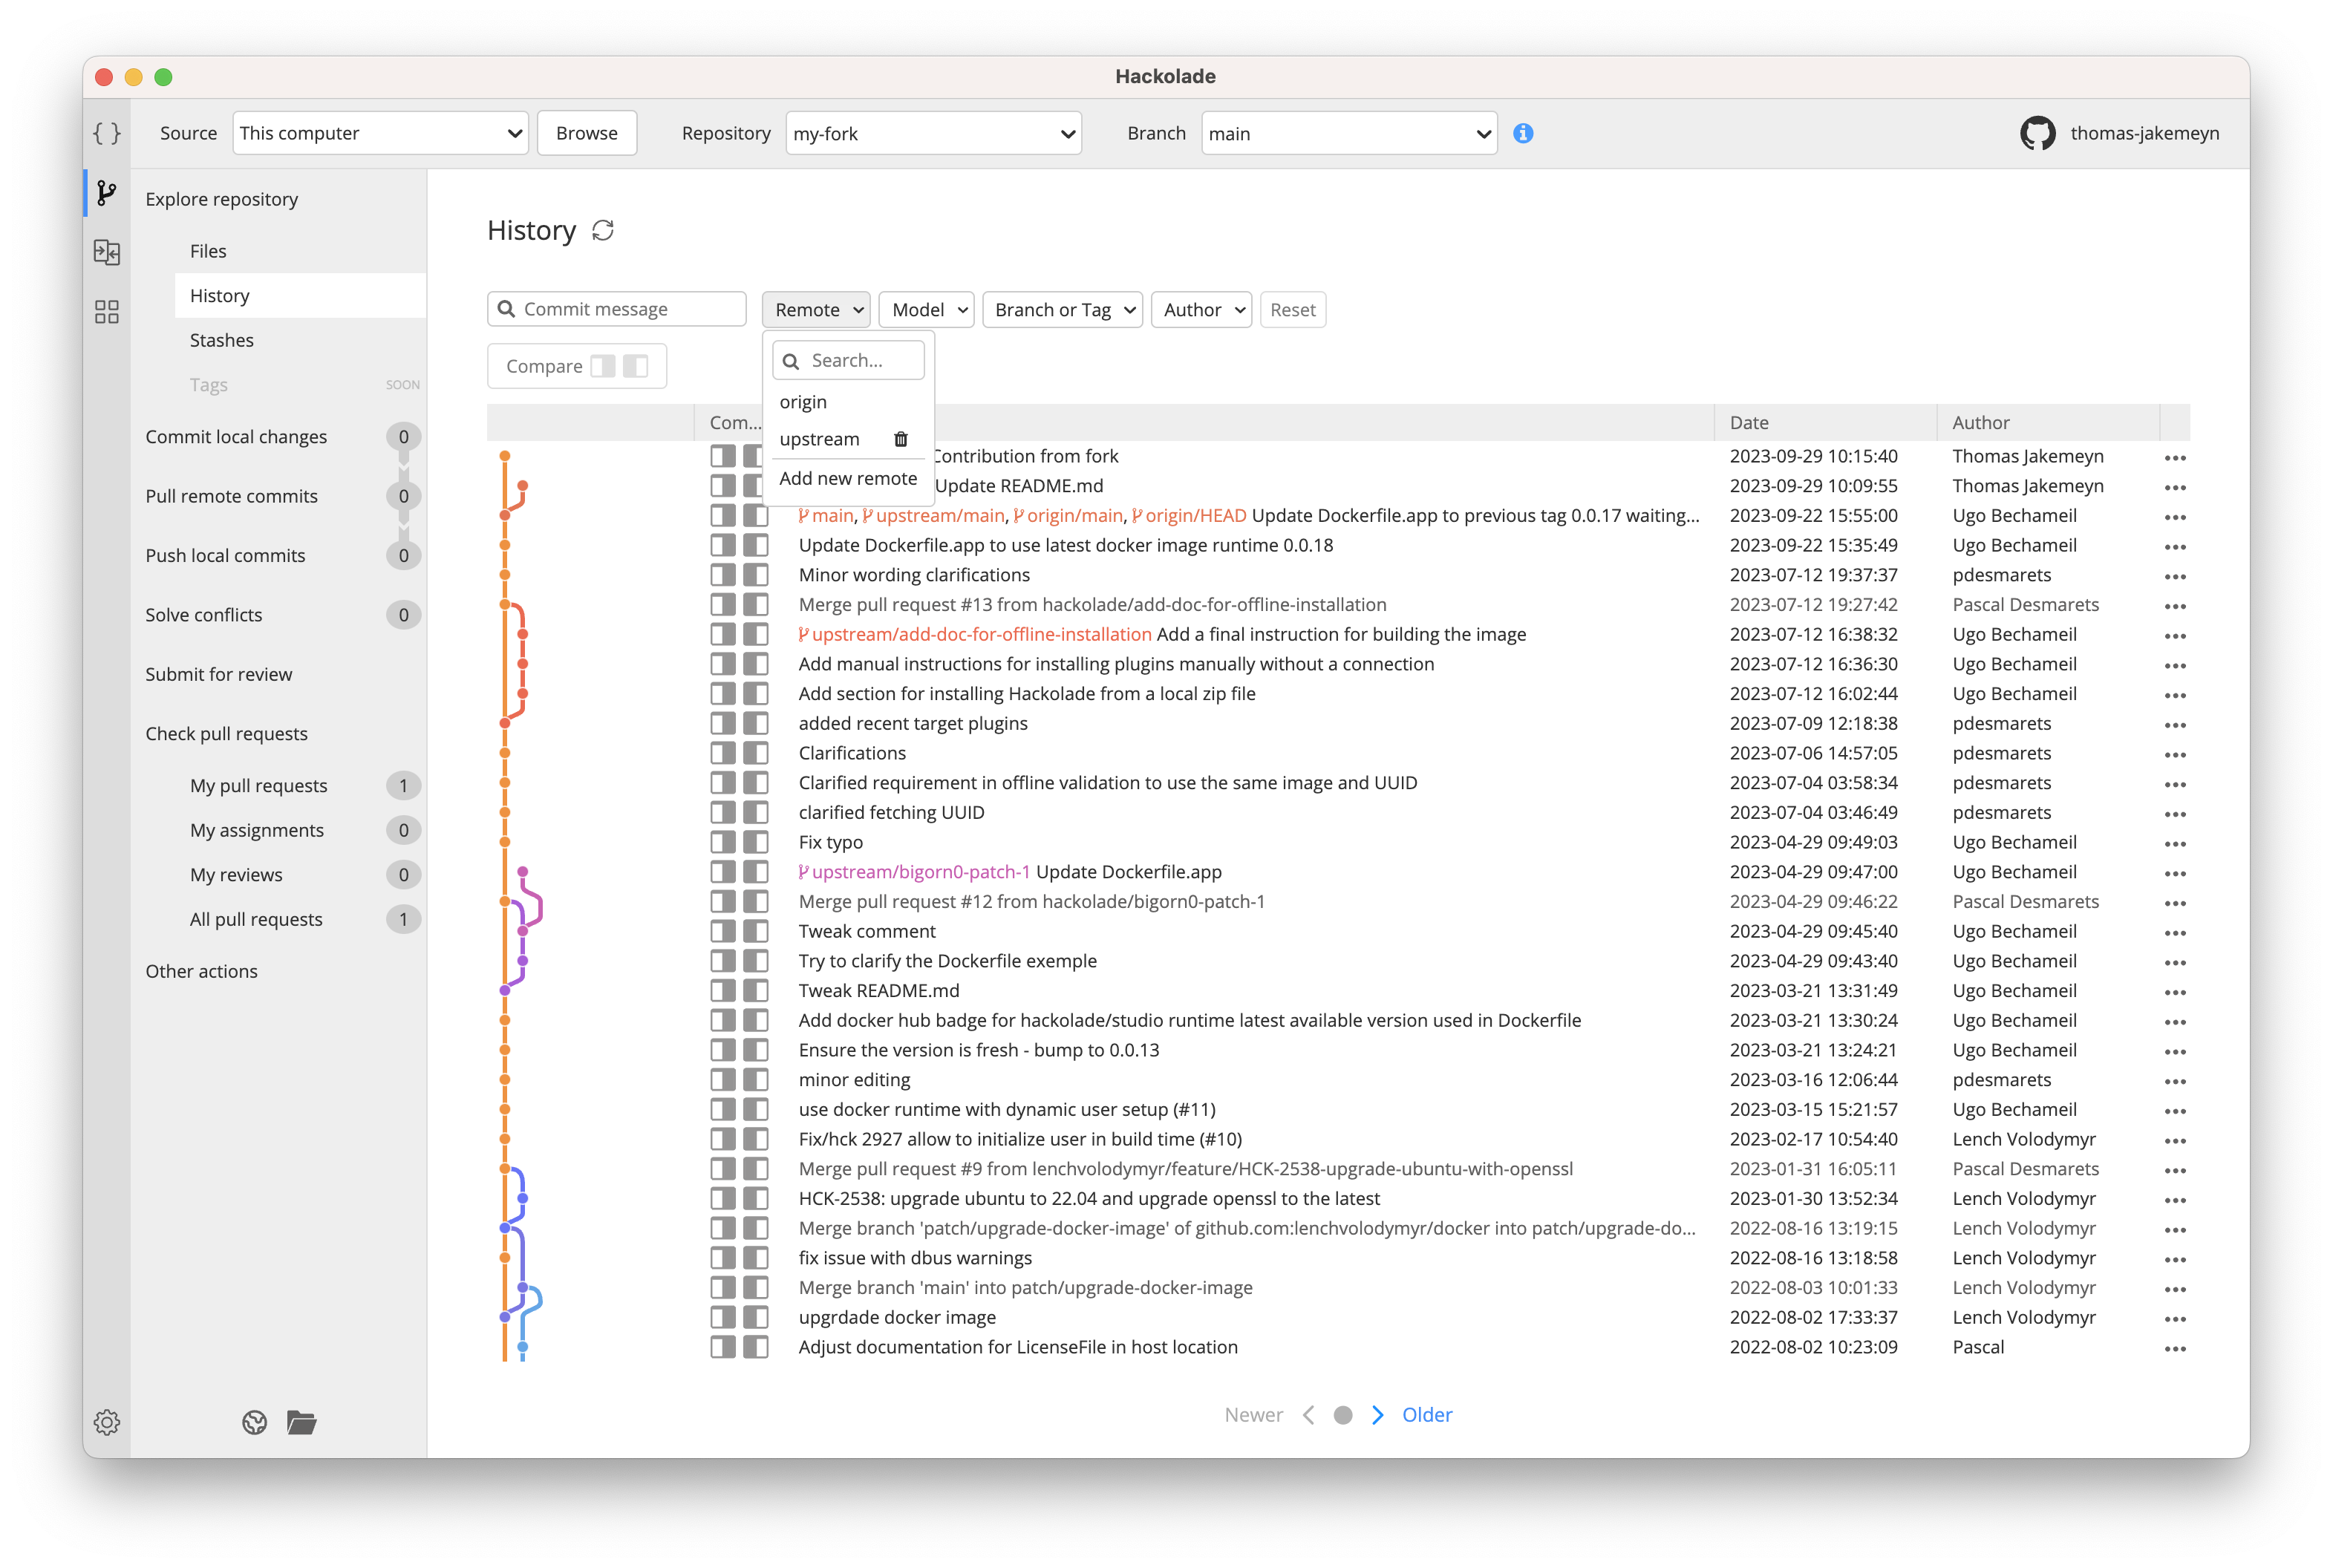 Hackolade
Source This computer Browse Repository my-fork Branch main thomas-jakemeyn
Explore repository
Files
History
Stashes
Tags SOON
Commit local changes 0
Pull remote commits 0
Push local commits 0
Solve conflicts 0
Submit for review
Check pull requests
My pull requests 1
My assignments 0
My reviews 0
All pull requests 1
Other actions
History
Commit message Remote Model Branch or Tag Author Reset
Compare
Search...
origin
upstream
Add new remote
Com... Date Author
Contribution from fork 2023-09-29 10:15:40 Thomas Jakemeyn
Update README.md 2023-09-29 10:09:55 Thomas Jakemeyn
main, upstream/main, origin/main, origin/HEAD Update Dockerfile.app to previous tag 0.0.17 waiting... 2023-09-22 15:55:00 Ugo Bechameil
Update Dockerfile.app to use latest docker image runtime 0.0.18 2023-09-22 15:35:49 Ugo Bechameil
Minor wording clarifications 2023-07-12 19:37:37 pdesmarets
Merge pull request #13 from hackolade/add-doc-for-offline-installation 2023-07-12 19:27:42 Pascal Desmarets
upstream/add-doc-for-offline-installation Add a final instruction for building the image 2023-07-12 16:38:32 Ugo Bechameil
Add manual instructions for installing plugins manually without a connection 2023-07-12 16:36:30 Ugo Bechameil
Add section for installing Hackolade from a local zip file 2023-07-12 16:02:44 Ugo Bechameil
added recent target plugins 2023-07-09 12:18:38 pdesmarets
Clarifications 2023-07-06 14:57:05 pdesmarets
Clarified requirement in offline validation to use the same image and UUID 2023-07-04 03:58:34 pdesmarets
clarified fetching UUID 2023-07-04 03:46:49 pdesmarets
Fix typo 2023-04-29 09:49:03 Ugo Bechameil
upstream/bigorn0-patch-1 Update Dockerfile.app 2023-04-29 09:47:00 Ugo Bechameil
Merge pull request #12 from hackolade/bigorn0-patch-1 2023-04-29 09:46:22 Pascal Desmarets
Tweak comment 2023-04-29 09:45:40 Ugo Bechameil
Try to clarify the Dockerfile exemple 2023-04-29 09:43:40 Ugo Bechameil
Tweak README.md 2023-03-21 13:31:49 Ugo Bechameil
Add docker hub badge for hackolade/studio runtime latest available version used in Dockerfile 2023-03-21 13:30:24 Ugo Bechameil
Ensure the version is fresh - bump to 0.0.13 2023-03-21 13:24:21 Ugo Bechameil
minor editing 2023-03-16 12:06:44 pdesmarets
use docker runtime with dynamic user setup (#11) 2023-03-15 15:21:57 Ugo Bechameil
Fix/hck 2927 allow to initialize user in build time (#10) 2023-02-17 10:54:40 Lench Volodymyr
Merge pull request #9 from lenchvolodymyr/feature/HCK-2538-upgrade-ubuntu-with-openssl 2023-01-31 16:05:11 Pascal Desmarets
HCK-2538: upgrade ubuntu to 22.04 and upgrade openssl to the latest 2023-01-30 13:52:34 Lench Volodymyr
Merge branch 'patch/upgrade-docker-image' of github.com:lenchvolodymyr/docker into patch/upgrade-do... 2022-08-16 13:19:15 Lench Volodymyr
fix issue with dbus warnings 2022-08-16 13:18:58 Lench Volodymyr
Merge branch 'main' into patch/upgrade-docker-image 2022-08-03 10:01:33 Lench Volodymyr
upgrdade docker image 2022-08-02 17:33:37 Lench Volodymyr
Adjust documentation for LicenseFile in host location 2022-08-02 10:23:09 Pascal
Newer Older